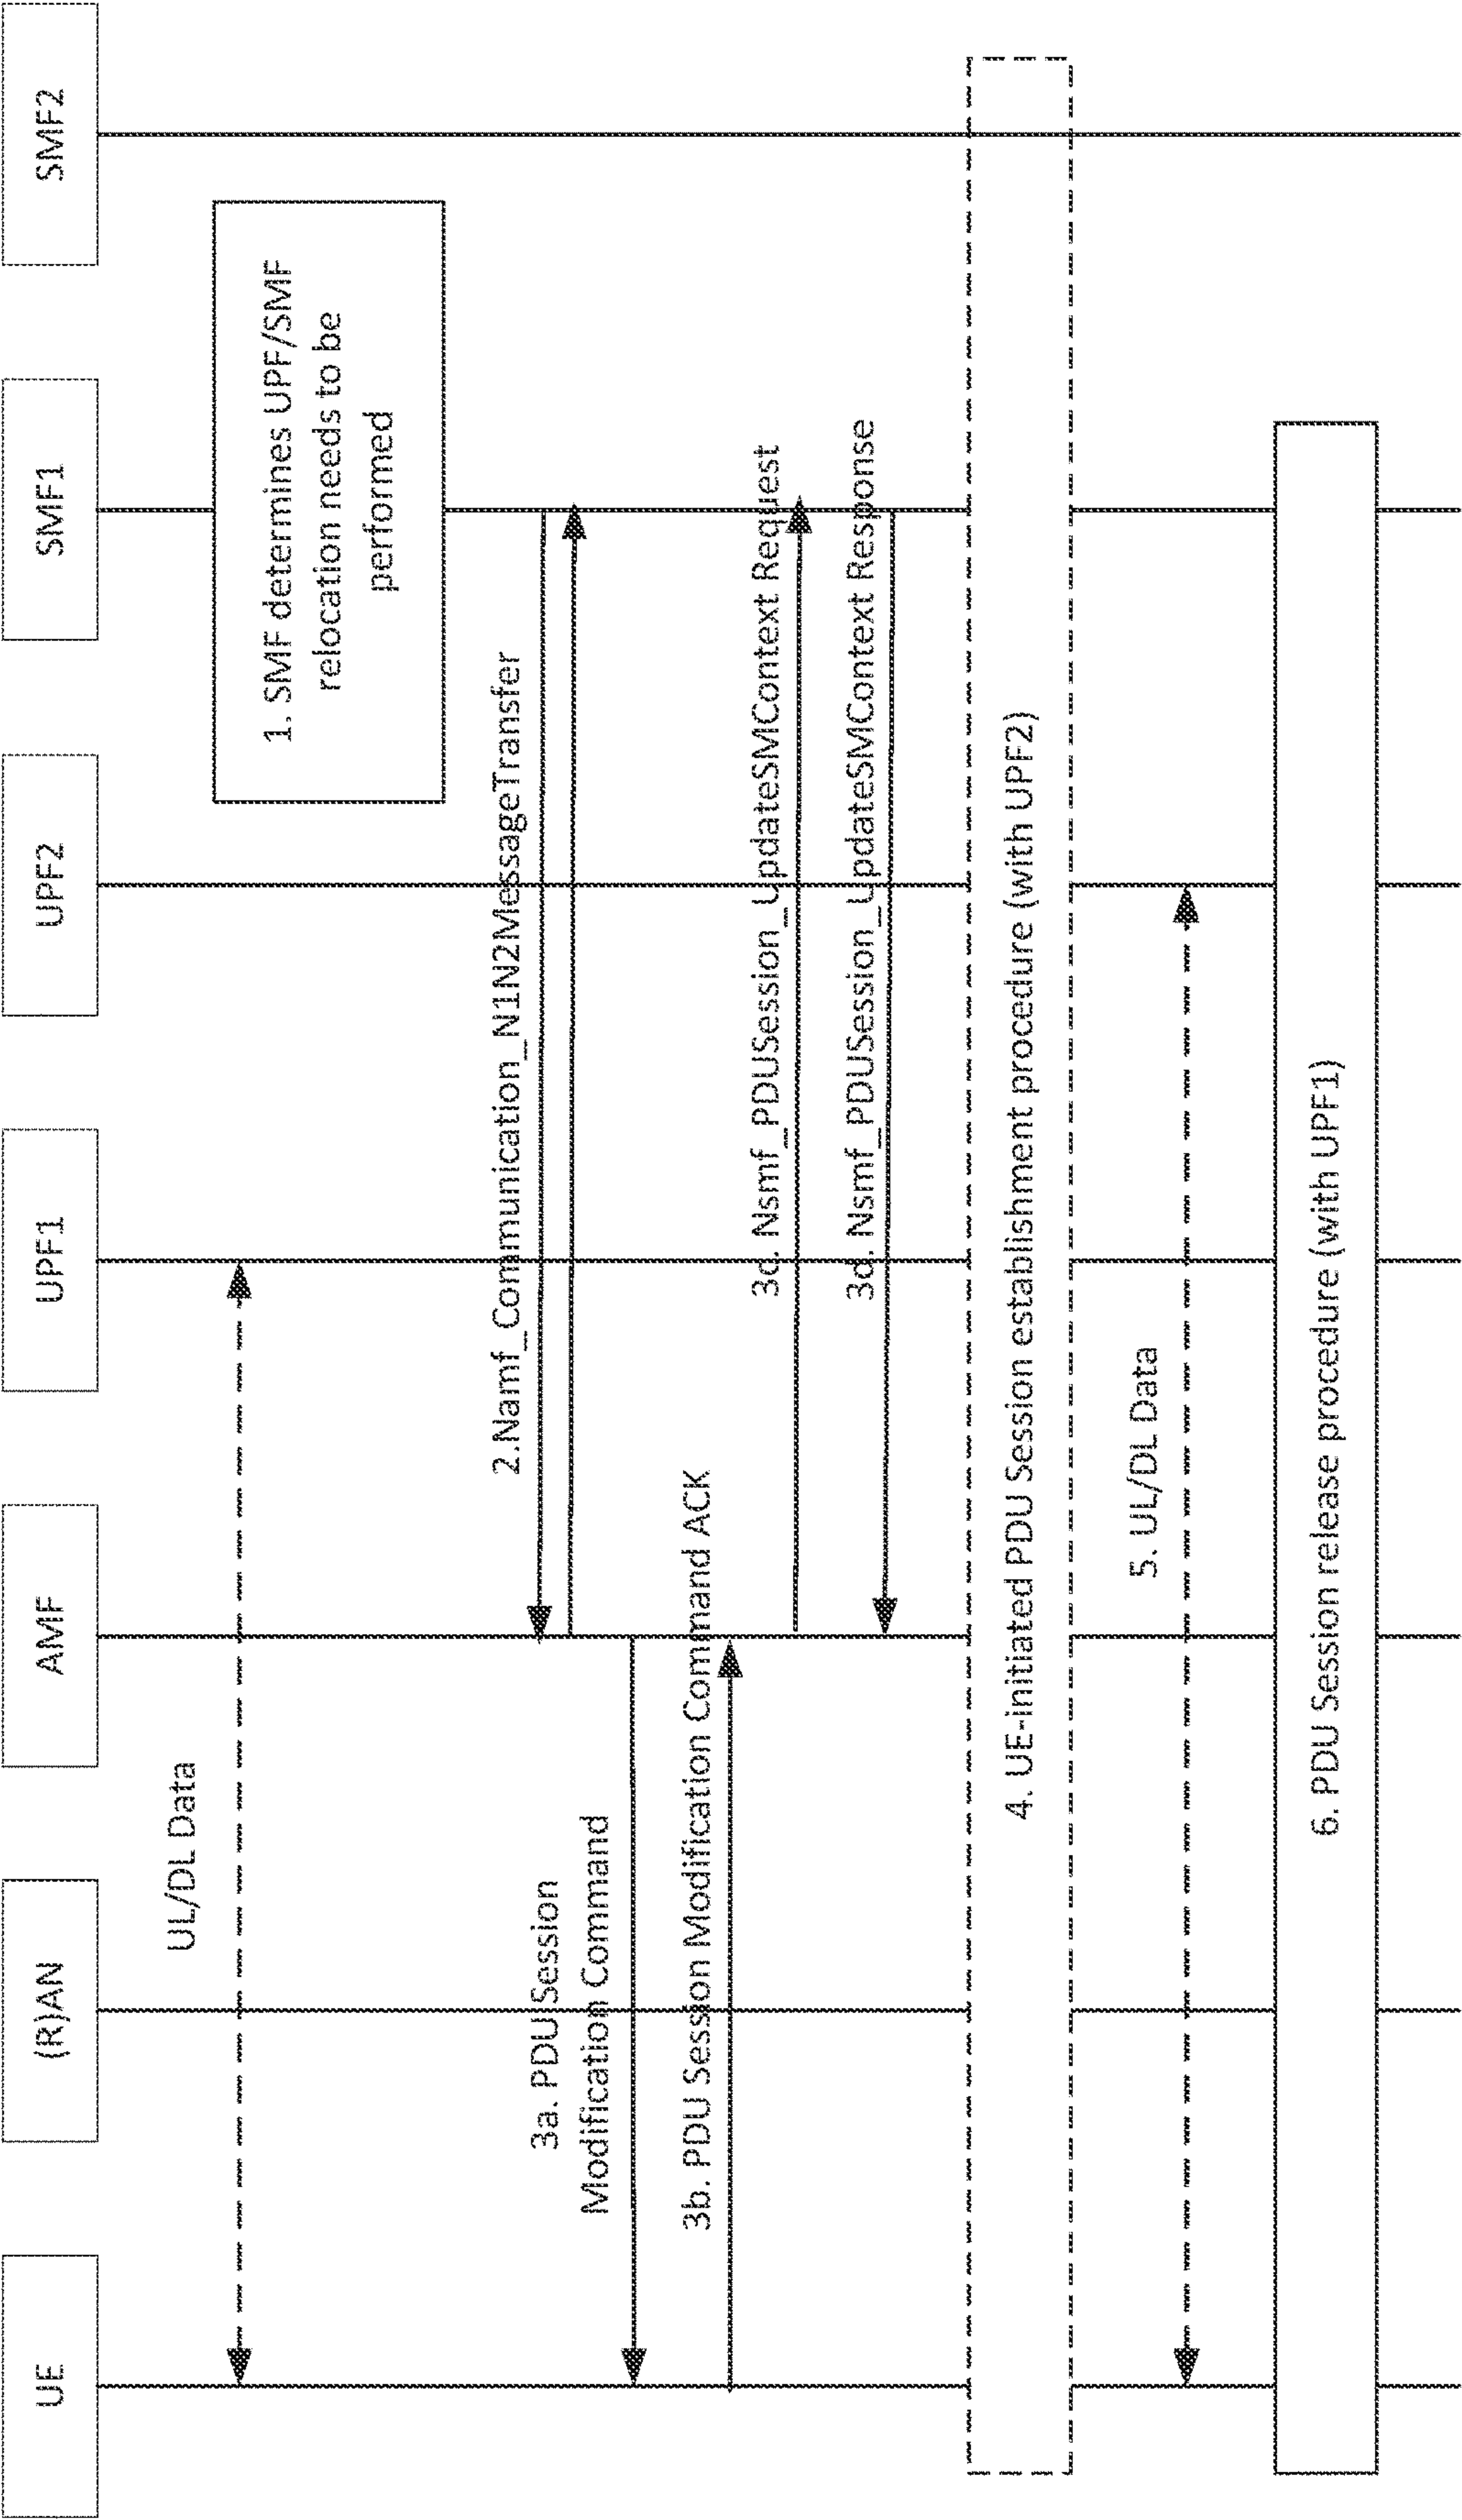 UE
(R)AN
AMF
UPF1
UPF2
SMF1
SMF2
UL/DL Data
1. SMF determines UPF/SMF
relocation needs to be
performed
2.Namf_Communication_N1N2MessageTransfer
3a. PDU Session
Modification Command
3b. PDU Session Modification Command ACK
3c. Nsmf_PDUSession_UpdateSMContext Request
3d. Nsmf_PDUSession_UpdateSMContext Response
4. UE-initiated PDU Session establishment procedure (with UPF2)
5. UL/DL Data
6. PDU Session release procedure (with UPF1)